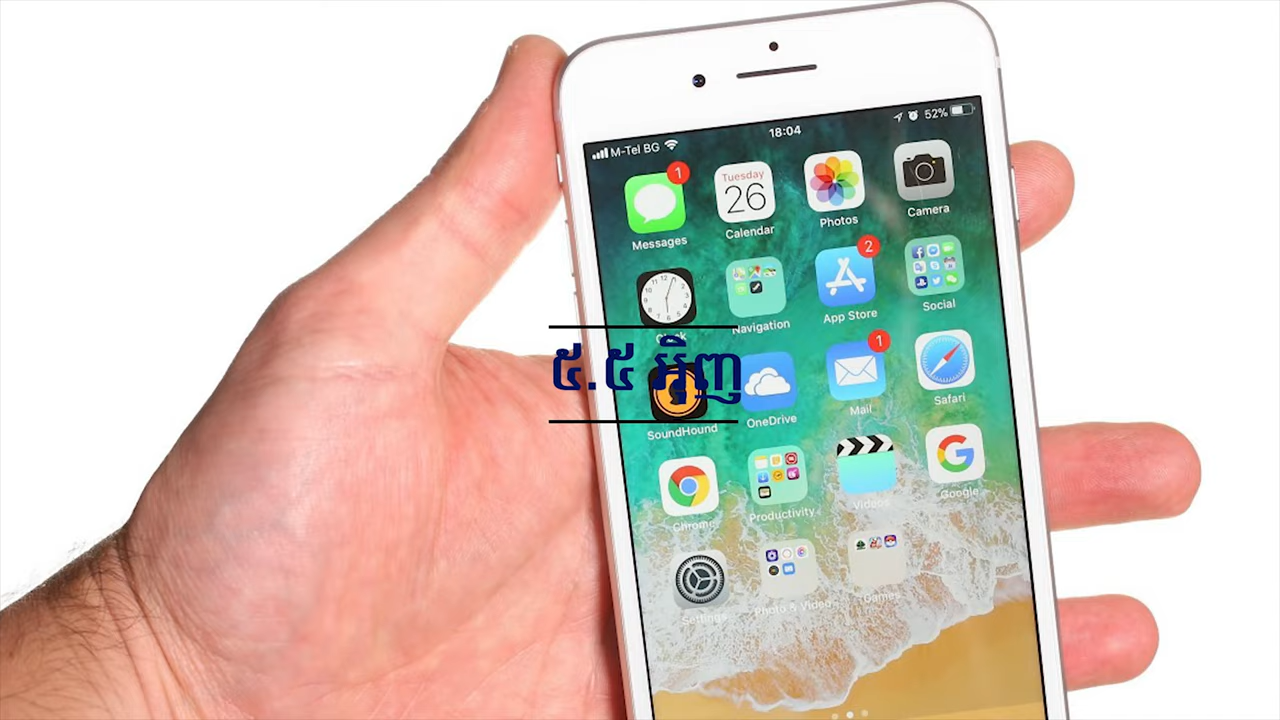 M-Tel BG 18:04 52%
1
Tuesday
26
Messages Calendar Photos Camera
2
Clock Navigation App Store Social
1
៥.៥ អ៊ិញ
SoundHound OneDrive Mail Safari
Chrome Productivity Videos Google
Settings Photo & Video Games